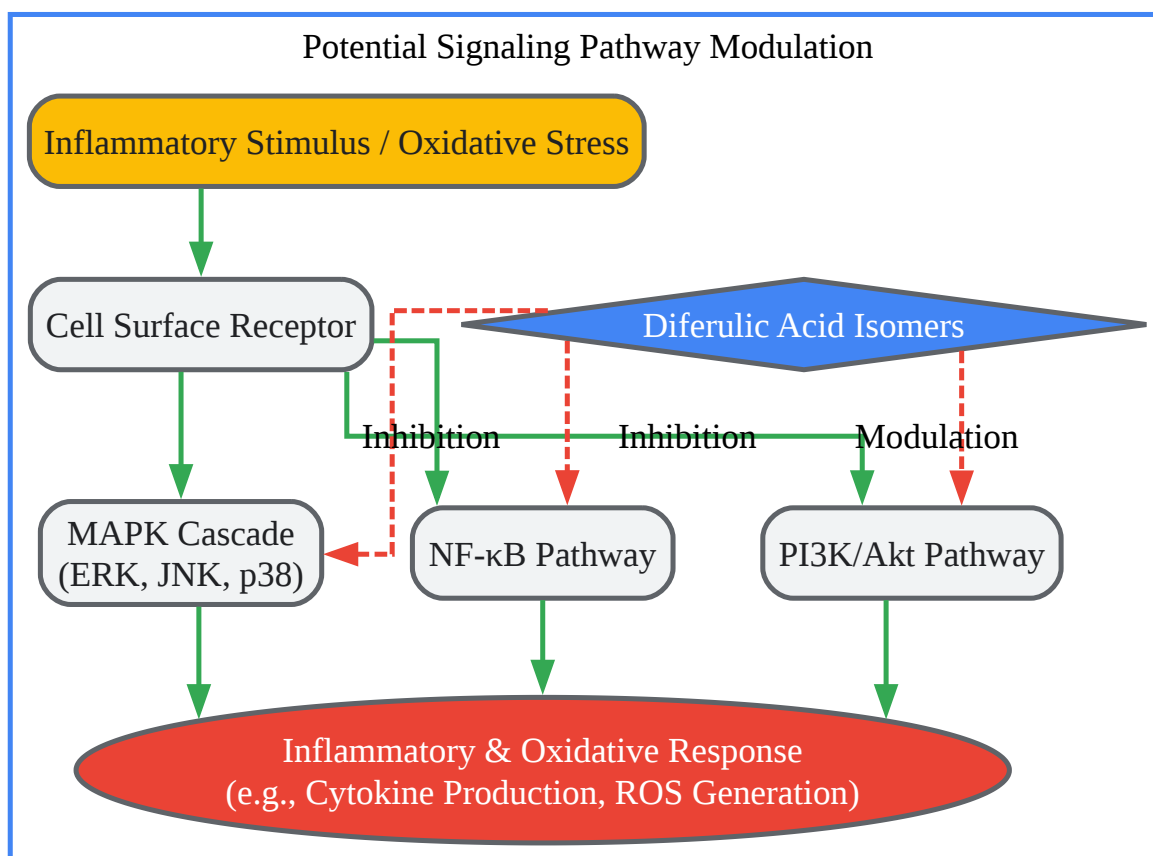 Potential Signaling Pathway Modulation
Inflammatory Stimulus / Oxidative Stress
Cell Surface Receptor
Diferulic Acid Isomers
Inhibition
Inhibition
Modulation
MAPK Cascade
(ERK, JNK, p38)
NF-κB Pathway
PI3K/Akt Pathway
Inflammatory & Oxidative Response
(e.g., Cytokine Production, ROS Generation)